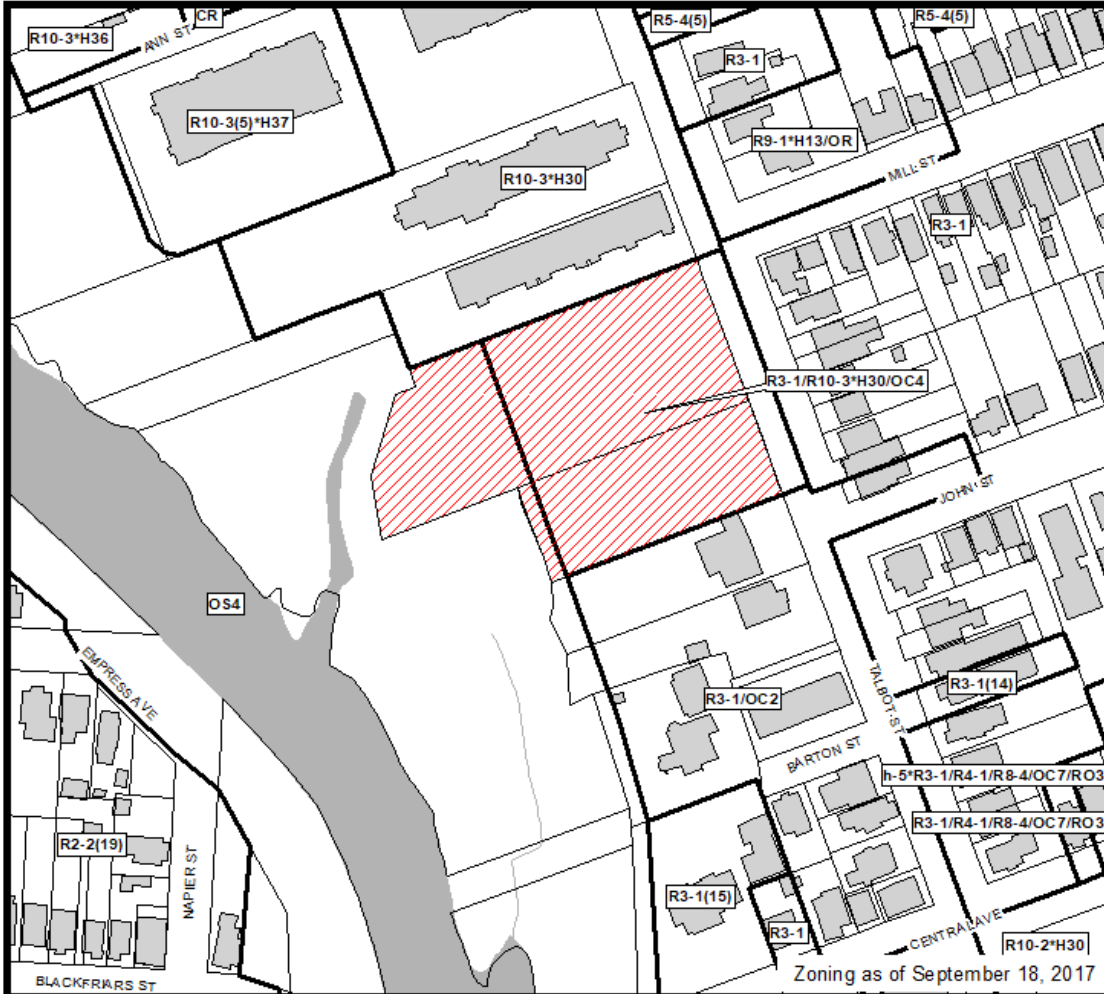 CR
R5-4(5)
R5-4(5)
R10-3*H36
ANN ST
R3-1
R10-3(5)*H37
R9-1*H13/OR
MILL ST
R10-3*H30
R3-1
R3-1/R10-3*H30/OC4
JOHN ST
OS4
EMPRESS AVE
TALBOT ST
R3-1(14)
R3-1/OC2
BARTON ST
h-5*R3-1/R4-1/R8-4/OC7/RO3
R3-1/R4-1/R8-4/OC7/RO3
R2-2(19)
NAPIER ST
R3-1(15)
R3-1
CENTRAL AVE
R10-2*H30
BLACKFRIARS ST
Zoning as of September 18, 2017